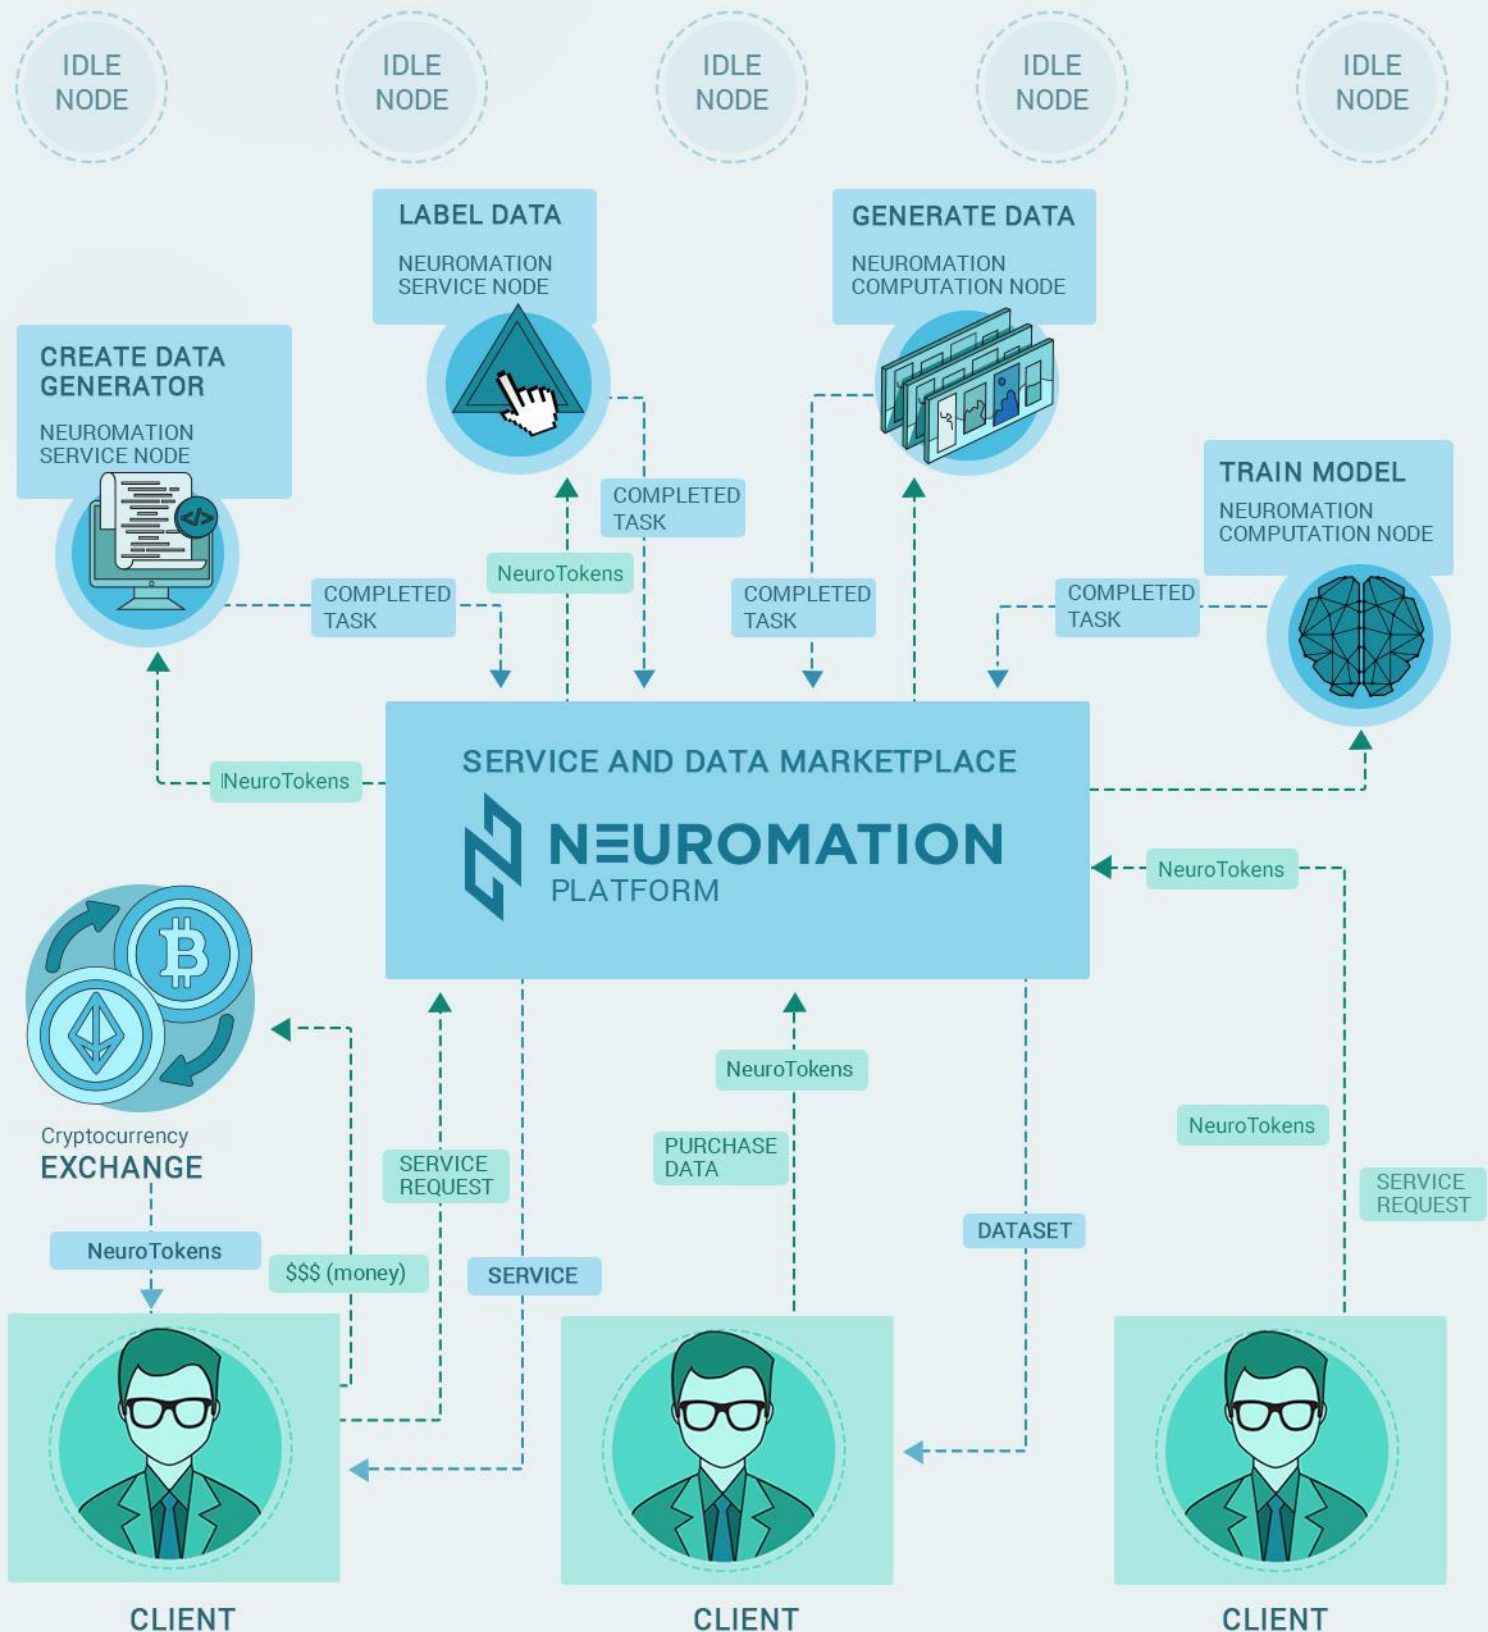 IDLE
NODE
IDLE
NODE
IDLE
NODE
IDLE
NODE
IDLE
NODE
LABEL DATA
NEUROMATION
SERVICE NODE
GENERATE DATA
NEUROMATION
COMPUTATION NODE
CREATE DATA
GENERATOR
NEUROMATION
SERVICE NODE
</>
TRAIN MODEL
NEUROMATION
COMPUTATION NODE
COMPLETED
TASK
NeuroTokens
COMPLETED
TASK
COMPLETED
TASK
COMPLETED
TASK
NeuroTokens
SERVICE AND DATA MARKETPLACE
NEUROMATION
PLATFORM
NeuroTokens
Cryptocurrency
EXCHANGE
NeuroTokens
$$$ (money)
SERVICE
REQUEST
SERVICE
NeuroTokens
PURCHASE
DATA
DATASET
NeuroTokens
SERVICE
REQUEST
CLIENT
CLIENT
CLIENT